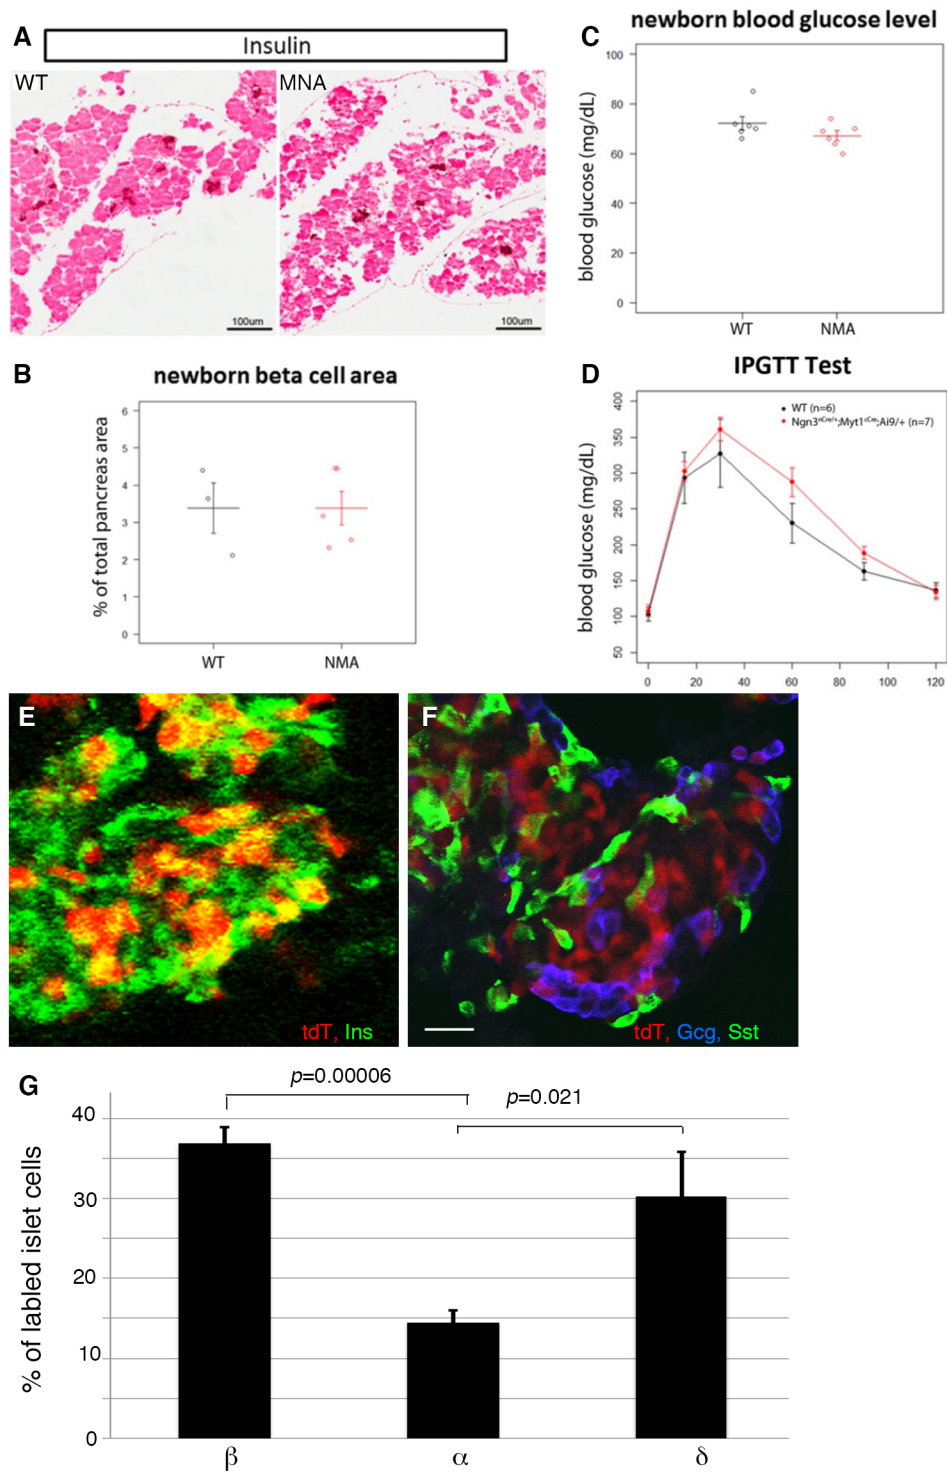 A
Insulin
WT
MNA
100um
100um
B
newborn beta cell area
% of total pancreas area
6
5
4
3
2
1
0
WT
NMA
C
newborn blood glucose level
blood glucose (mg/dL)
100
80
60
40
20
0
WT
NMA
D
IPGTT Test
blood glucose (mg/dL)
400
350
300
250
200
150
100
50
WT (n=6)
Ngn3nCre/+;Myt1cCre;Ai9/+ (n=7)
0
20
40
60
80
100
120
E
tdT, Ins
F
tdT, Gcg, Sst
G
p=0.00006
p=0.021
% of labled islet cells
40
30
20
10
0
β
α
δ